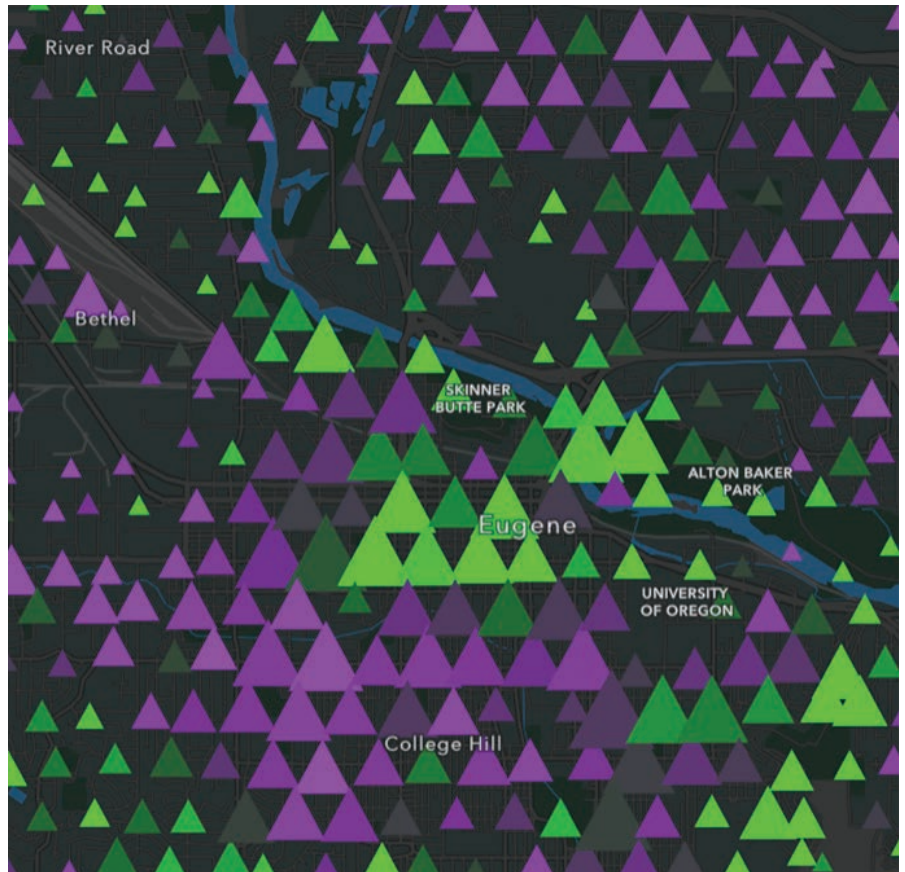 River Road
Bethel
SKINNER
BUTTE PARK
ALTON BAKER
PARK
Eugene
UNIVERSITY
OF OREGON
College Hill